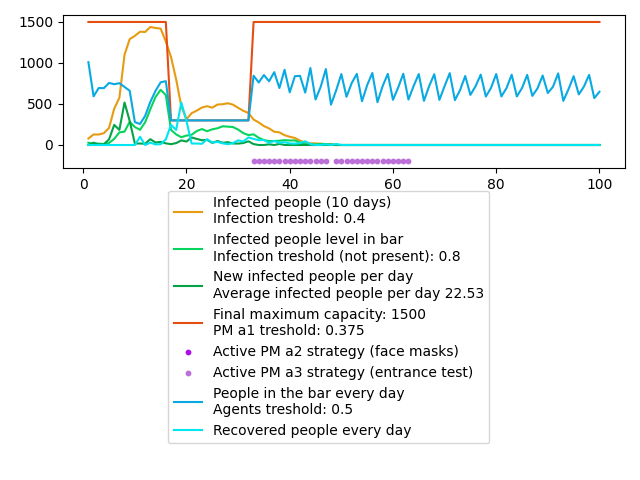 1500
1000
500
0
0
20
40
60
80
100
Infected people (10 days)
Infection treshold: 0.4
Infected people level in bar
Infection treshold (not present): 0.8
New infected people per day
Average infected people per day 22.53
Final maximum capacity: 1500
PM a1 treshold: 0.375
Active PM a2 strategy (face masks)
Active PM a3 strategy (entrance test)
People in the bar every day
Agents treshold: 0.5
Recovered people every day